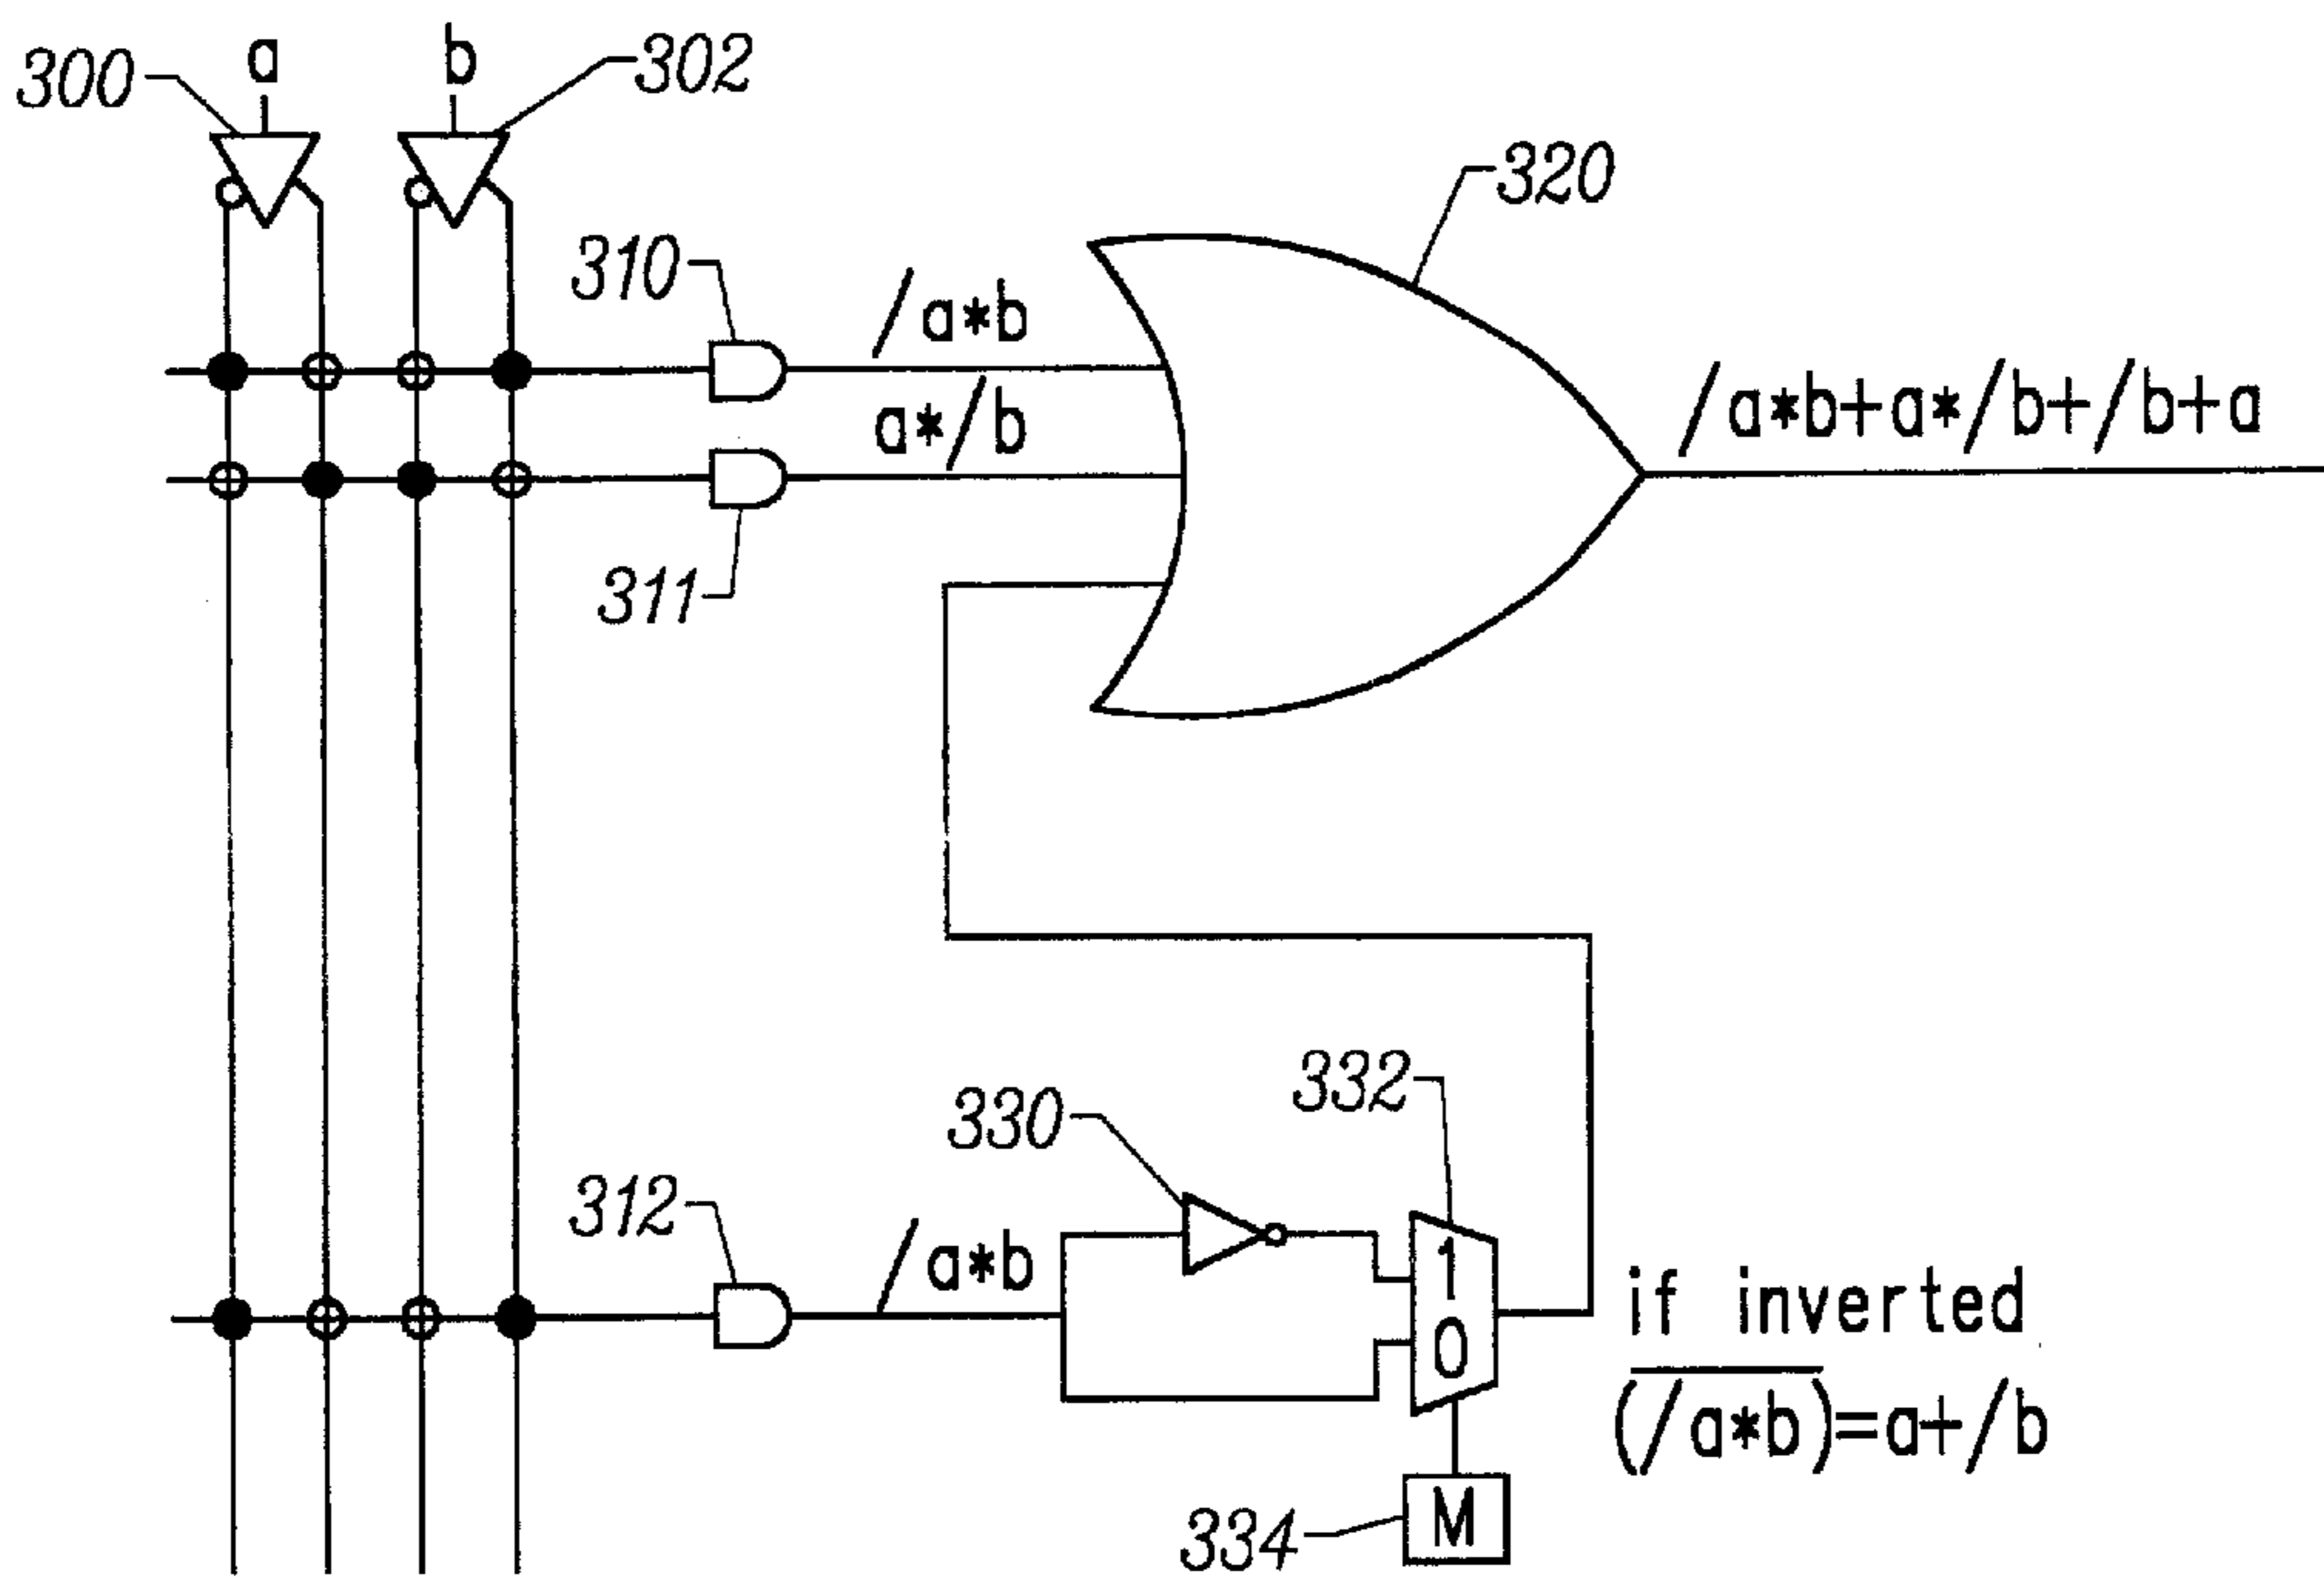 300
a
b
302
310
/a*b
320
a*/b
/a*b+a*/b+/b+a
311
330
332
312
/a*b
1
0
if inverted
(/a*b)=a+/b
334
M